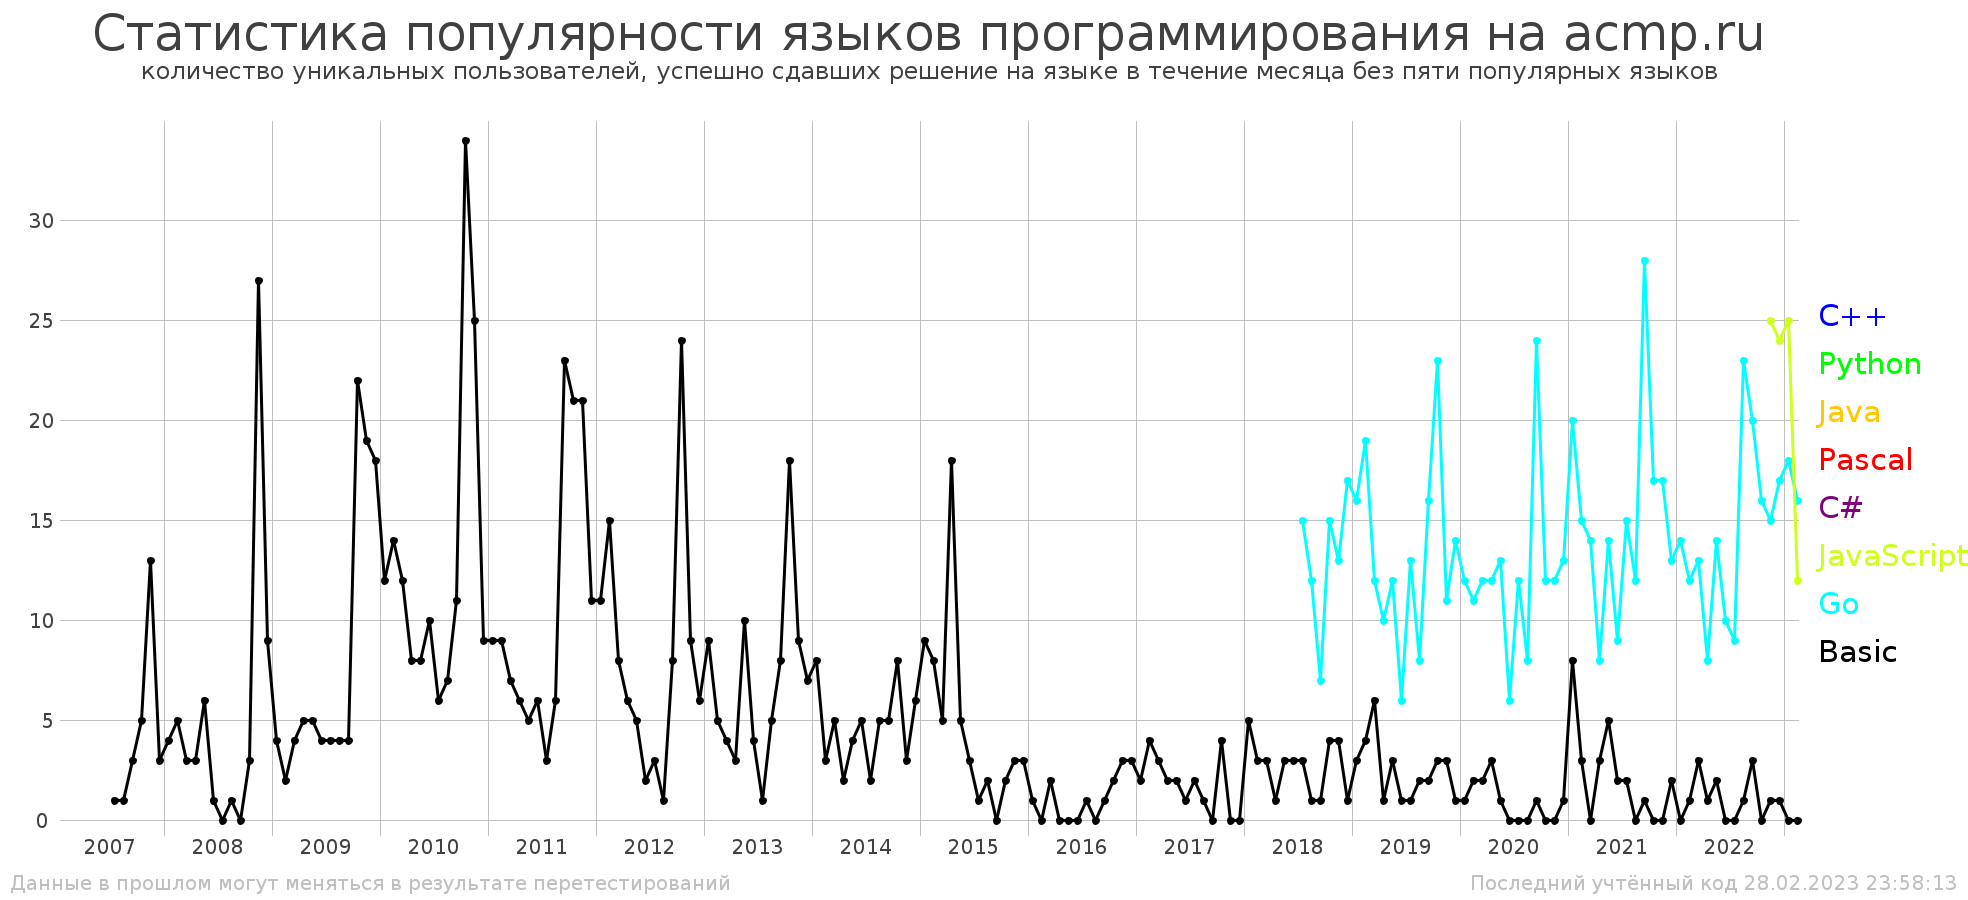 Статистика популярности языков программирования на acmp.ru
количество уникальных пользователей, успешно сдавших решение на языке в течение месяца без пяти популярных языков
30
25
20
15
10
5
0
2007 2008 2009 2010 2011 2012 2013 2014 2015 2016 2017 2018 2019 2020 2021 2022
C++
Python
Java
Pascal
C#
JavaScript
Go
Basic
Данные в прошлом могут меняться в результате перетестирований
Последний учтённый код 28.02.2023 23:58:13